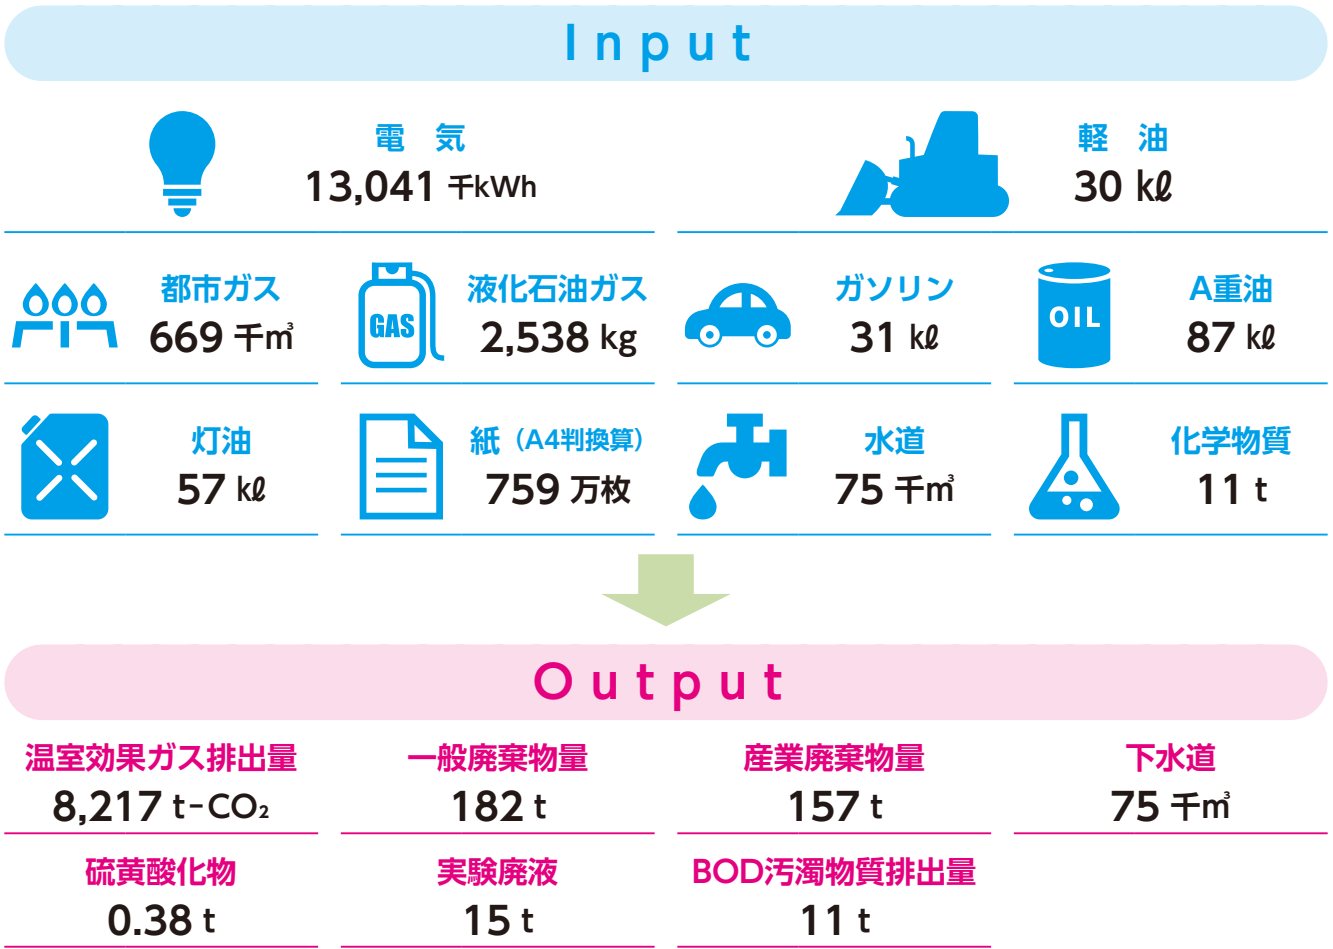 Input
電　気
13,041 千kWh
軽　油
30 kℓ
都市ガス
669 千㎥
GAS
液化石油ガス
2,538 kg
ガソリン
31 kℓ
OIL
A重油
87 kℓ
灯油
57 kℓ
紙（A4判換算）
759 万枚
水道
75 千㎥
化学物質
11 t
Output
温室効果ガス排出量
8,217 t-CO₂
一般廃棄物量
182 t
産業廃棄物量
157 t
下水道
75 千㎥
硫黄酸化物
0.38 t
実験廃液
15 t
BOD汚濁物質排出量
11 t